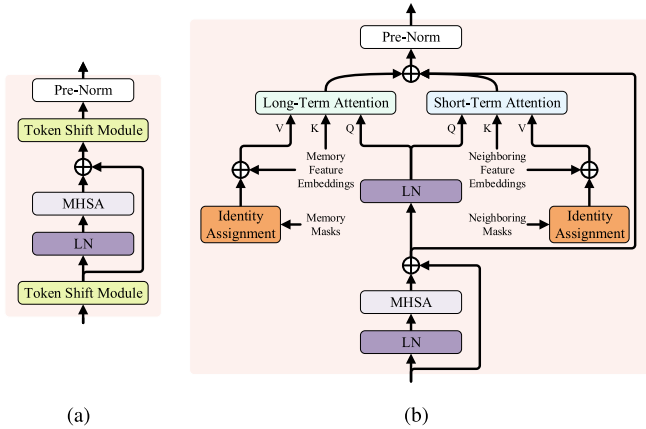 Pre-Norm
Token Shift Module
MHSA
LN
Token Shift Module
(a)
Pre-Norm
Long-Term Attention
Short-Term Attention
V
K
Q
Q
K
V
Memory
Feature
Embeddings
Neighboring
Feature
Embeddings
LN
Identity
Assignment
Memory
Masks
Neighboring
Masks
Identity
Assignment
MHSA
LN
(b)